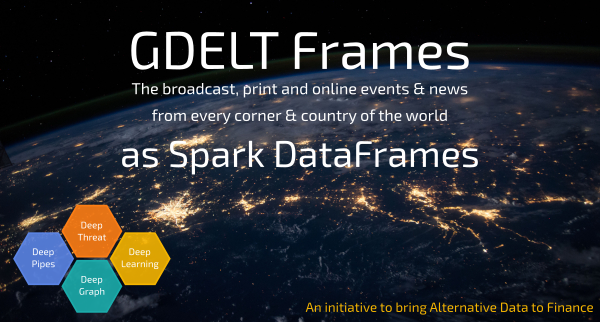 GDELT Frames
The broadcast, print and online events & news
from every corner & country of the world
as Spark DataFrames
Deep
Threat
Deep
Pipes
Deep
Learning
Deep
Graph
An initiative to bring Alternative Data to Finance